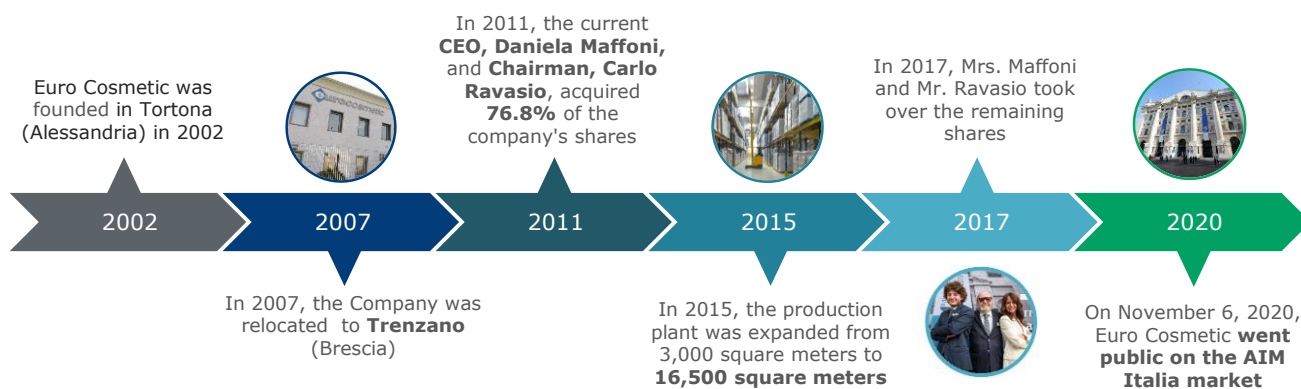 Euro Cosmetic was
founded in Tortona
(Alessandria) in 2002
eurocosmetic
In 2011, the current
CEO, Daniela Maffoni,
and Chairman, Carlo
Ravasio, acquired
76.8% of the
company's shares
In 2017, Mrs. Maffoni
and Mr. Ravasio took
over the remaining
shares
2002
2007
2011
2015
2017
2020
In 2007, the Company was
relocated to Trenzano
(Brescia)
In 2015, the production
plant was expanded from
3,000 square meters to
16,500 square meters
On November 6, 2020,
Euro Cosmetic went
public on the AIM
Italia market